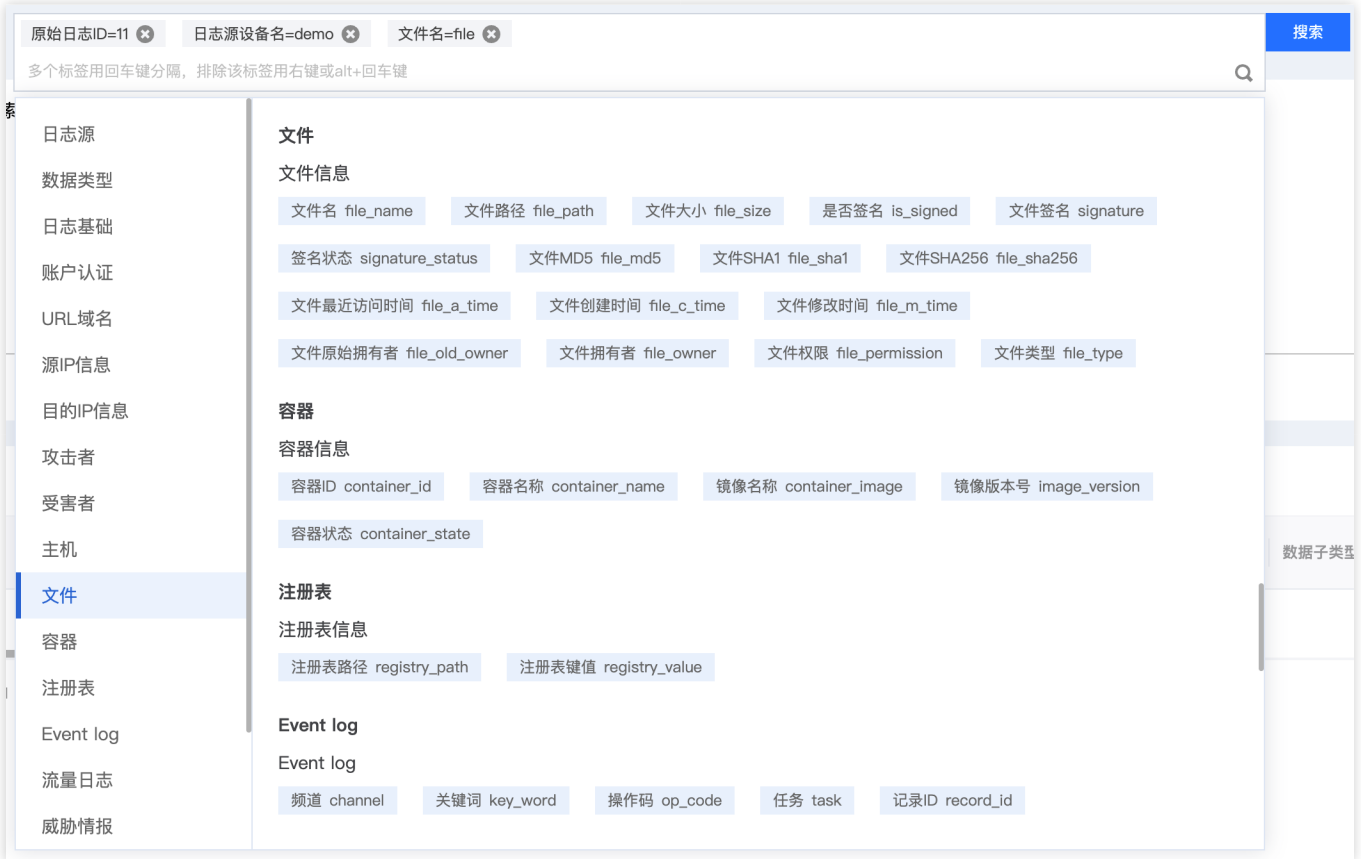 原始日志ID=11 日志源设备名=demo 文件名=file 搜索
多个标签用回车键分隔，排除该标签用右键或alt+回车键
日志源
数据类型
日志基础
账户认证
URL域名
源IP信息
目的IP信息
攻击者
受害者
主机
文件
容器
注册表
Event log
流量日志
威胁情报
文件
文件信息
文件名 file_name 文件路径 file_path 文件大小 file_size 是否签名 is_signed 文件签名 signature
签名状态 signature_status 文件MD5 file_md5 文件SHA1 file_sha1 文件SHA256 file_sha256
文件最近访问时间 file_a_time 文件创建时间 file_c_time 文件修改时间 file_m_time
文件原始拥有者 file_old_owner 文件拥有者 file_owner 文件权限 file_permission 文件类型 file_type
容器
容器信息
容器ID container_id 容器名称 container_name 镜像名称 container_image 镜像版本号 image_version
容器状态 container_state
注册表
注册表信息
注册表路径 registry_path 注册表键值 registry_value
Event log
Event log
频道 channel 关键词 key_word 操作码 op_code 任务 task 记录ID record_id
数据子类型